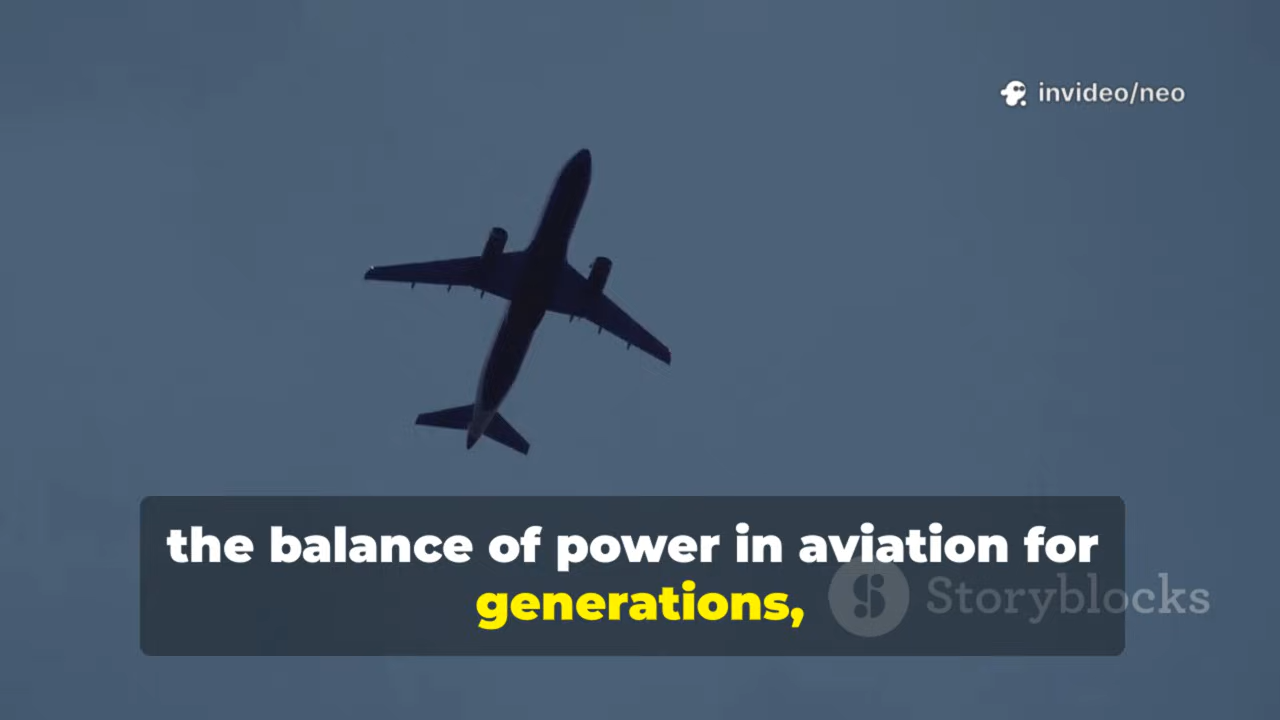 invideo/neo
the balance of power in aviation for
generations,
Storyblocks